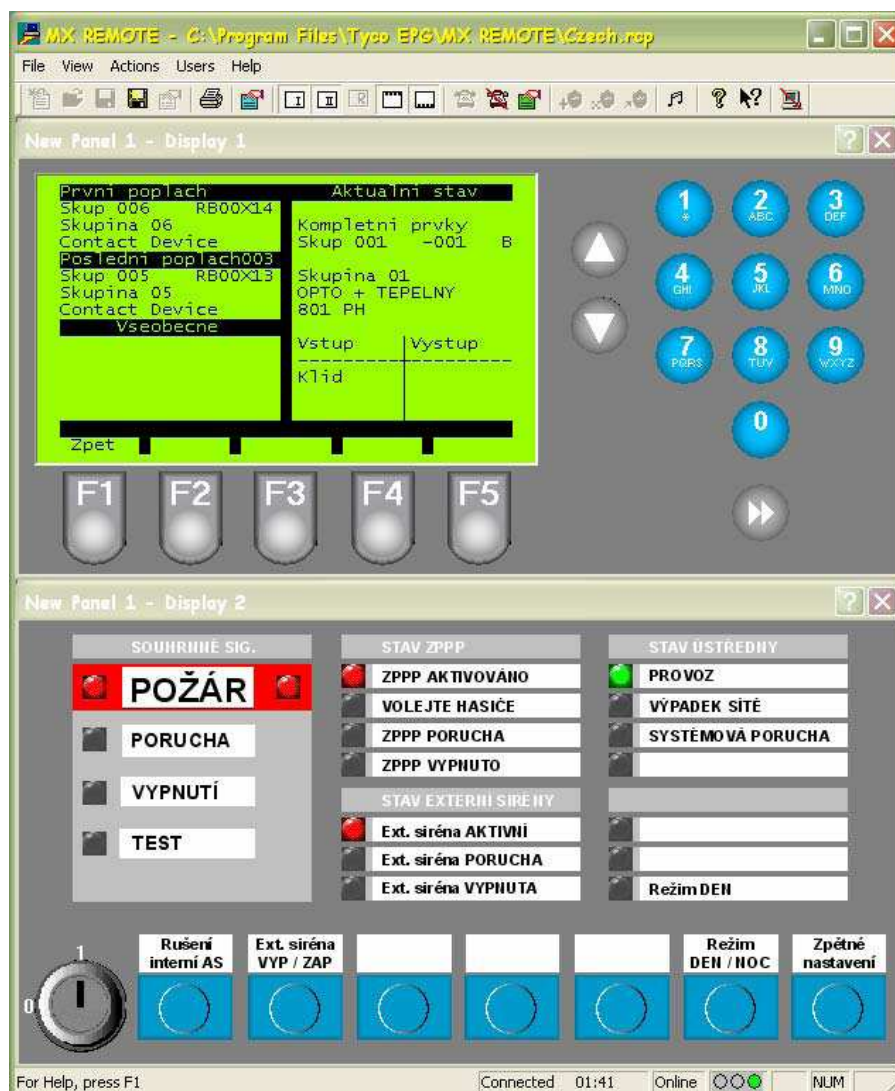 MX REMOTE - C:\Program Files\Tyco EPG\MX REMOTE\Czech.rcp
File View Actions Users Help
I II R
New Panel 1 - Display 1
Prvni poplach
Skup 006 RB00X14
Skupina 06
Contact Device
Posledni poplach003
Skup 005 RB00X13
Skupina 05
Contact Device
Vseobecne
Aktualni stav
Kompletni prvky
Skup 001 -001 B
Skupina 01
OPTO + TEPELNY
801 PH
Vstup Vystup
Klid
Zpet
F1 F2 F3 F4 F5
1 2 ABC 3 DEF
4 GHI 5 JKL 6 MNO
7 PQRS 8 TUV 9 WXYZ
0
New Panel 1 - Display 2
SOUHRNNÉ SIG.
POŽÁR
PORUCHA
VYPNUTÍ
TEST
STAV ZPPP
ZPPP AKTIVOVÁNO
VOLEJTE HASIČE
ZPPP PORUCHA
ZPPP VYPNUTO
STAV EXTERNÍ SIRÉNY
Ext. siréna AKTIVNÍ
Ext. siréna PORUCHA
Ext. siréna VYPNUTA
STAV ÚSTŘEDNY
PROVOZ
VÝPADEK SÍTĚ
SYSTÉMOVÁ PORUCHA
Režim DEN
0 1
Rušení
interní AS
Ext. siréna
VYP / ZAP
Režim
DEN / NOC
Zpětné
nastavení
For Help, press F1 Connected 01:41 Online NUM